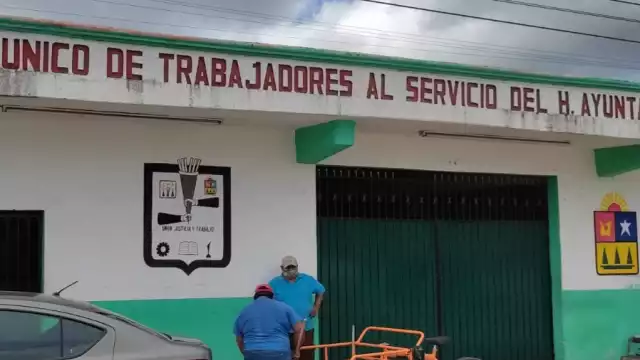 UNICO DE TRABAJADORES AL SERVICIO DEL H. AYUNTA
UNION JUSTICIA Y TRABAJO